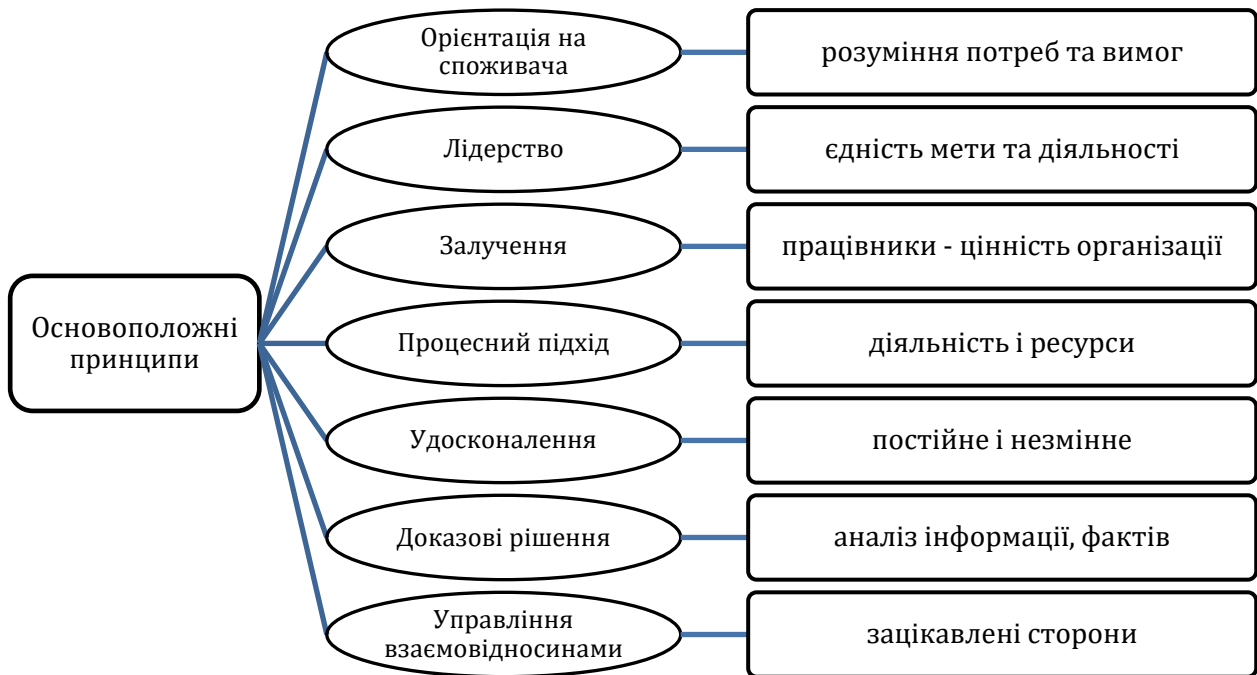 Основоположні
принципи
Орієнтація на
споживача
розуміння потреб та вимог
Лідерство
єдність мети та діяльності
Залучення
працівники - цінність організації
Процесний підхід
діяльність і ресурси
Удосконалення
постійне і незмінне
Доказові рішення
аналіз інформації, фактів
Управління
взаємовідносинами
зацікавлені сторони